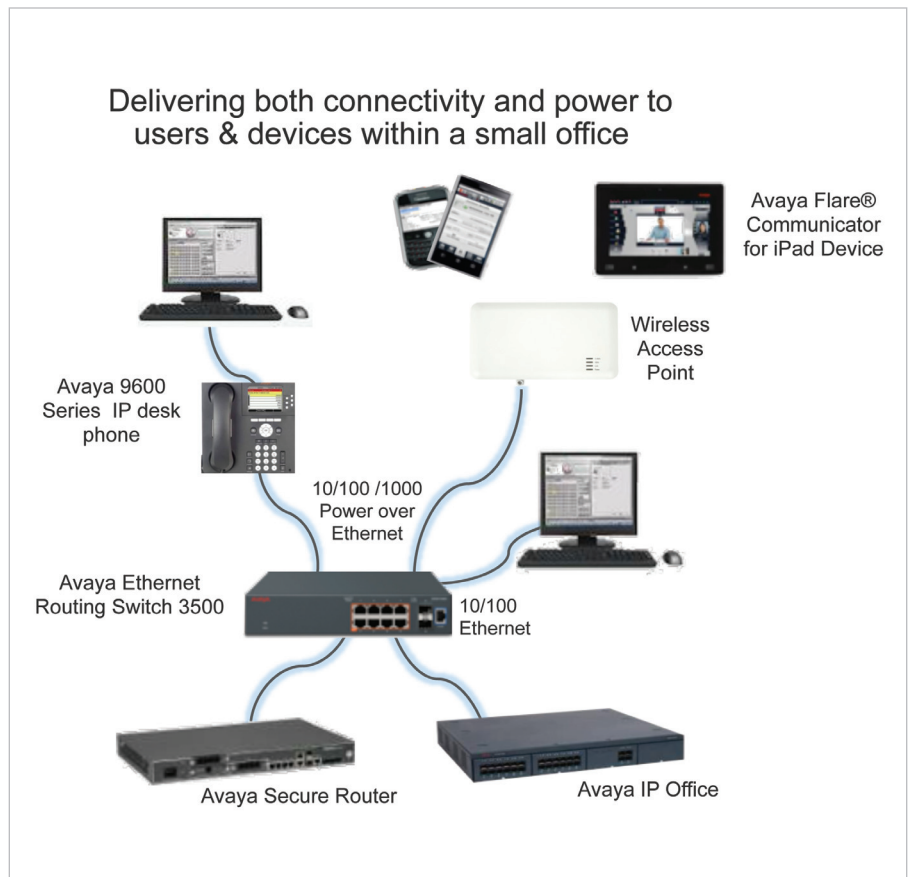 Delivering both connectivity and power to
users & devices within a small office
Avaya Flare®
Communicator
for iPad Device
Wireless
Access
Point
Avaya 9600
Series IP desk
phone
10/100 /1000
Power over
Ethernet
Avaya Ethernet
Routing Switch 3500
10/100
Ethernet
Avaya Secure Router
Avaya IP Office